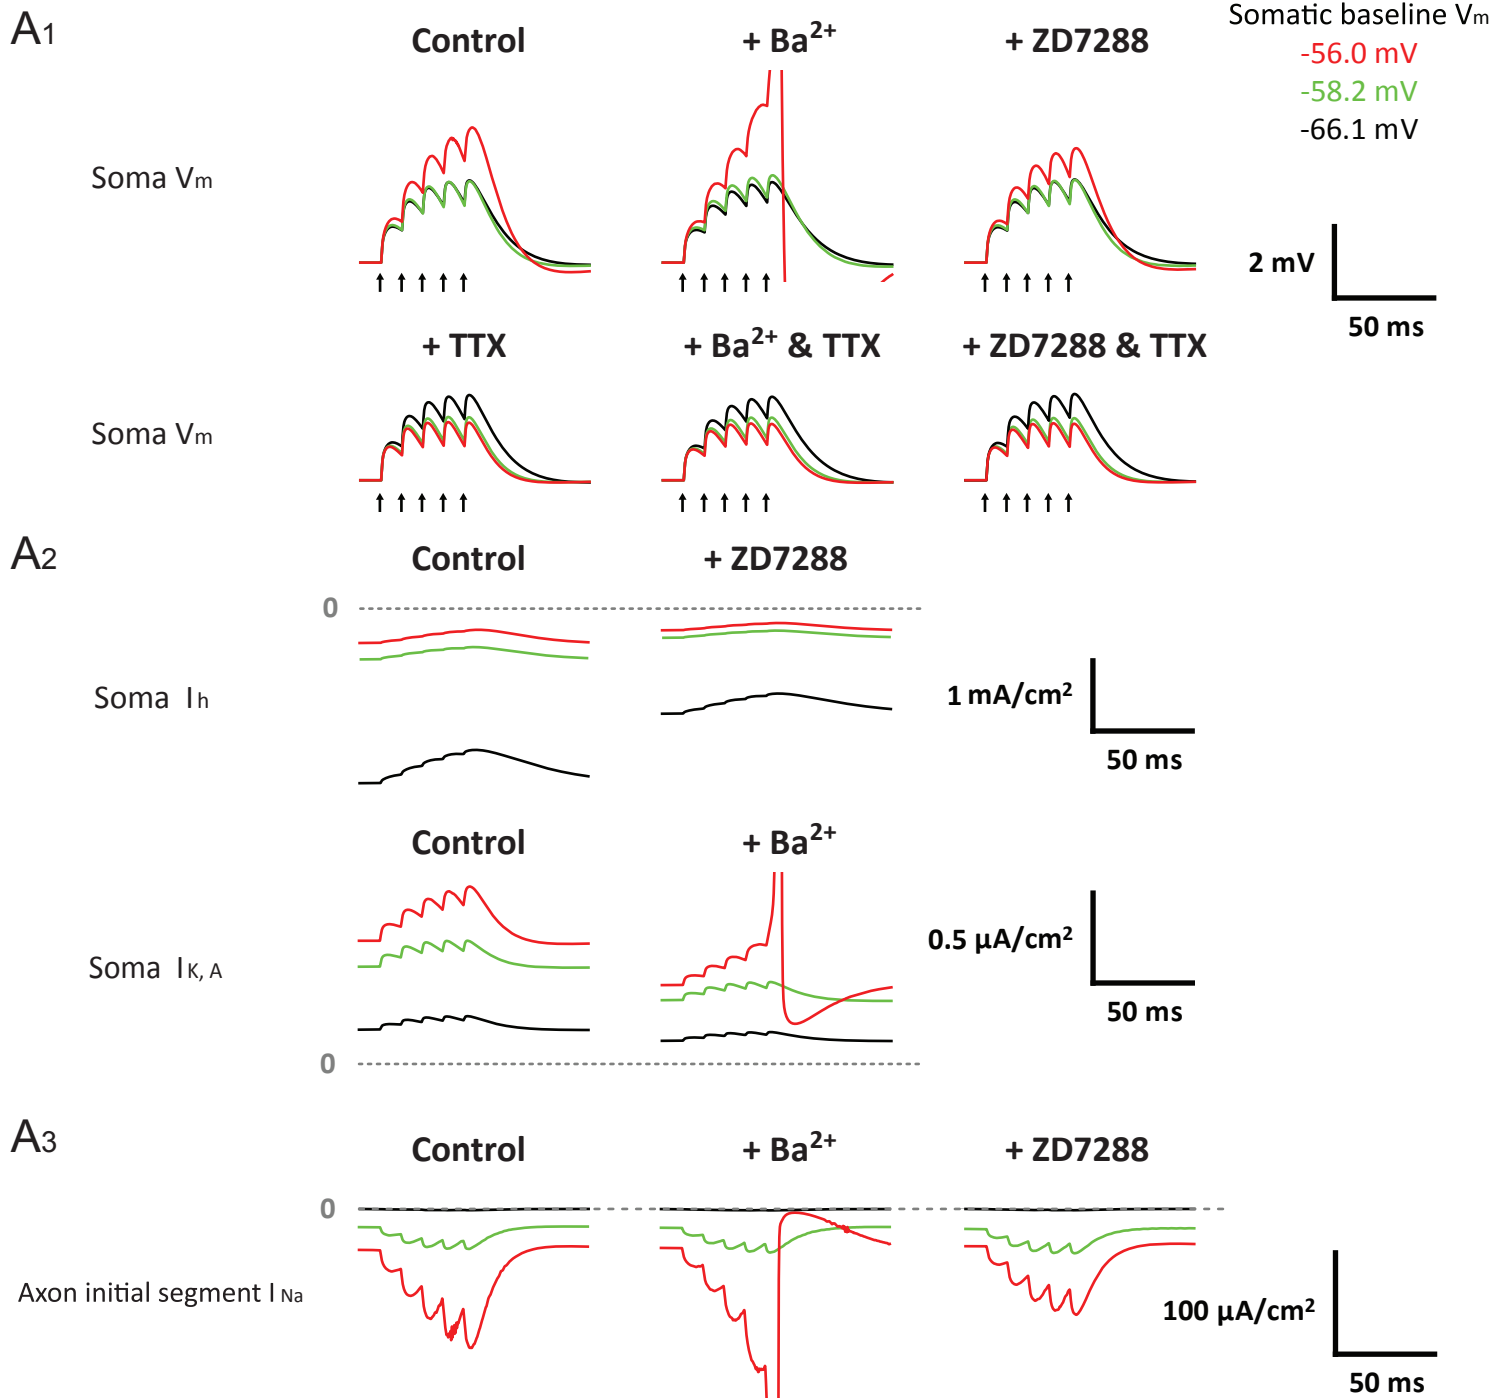 A1
Control
+ Ba2+
+ ZD7288
Somatic baseline Vm
-56.0 mV
-58.2 mV
-66.1 mV
Soma Vm
2 mV
50 ms
+ TTX
+ Ba2+ & TTX
+ ZD7288 & TTX
Soma Vm
A2
Control
+ ZD7288
0
Soma Ih
1 mA/cm2
50 ms
Control
+ Ba2+
Soma IK, A
0.5 µA/cm2
50 ms
0
A3
Control
+ Ba2+
+ ZD7288
0
Axon initial segment INa
100 µA/cm2
50 ms